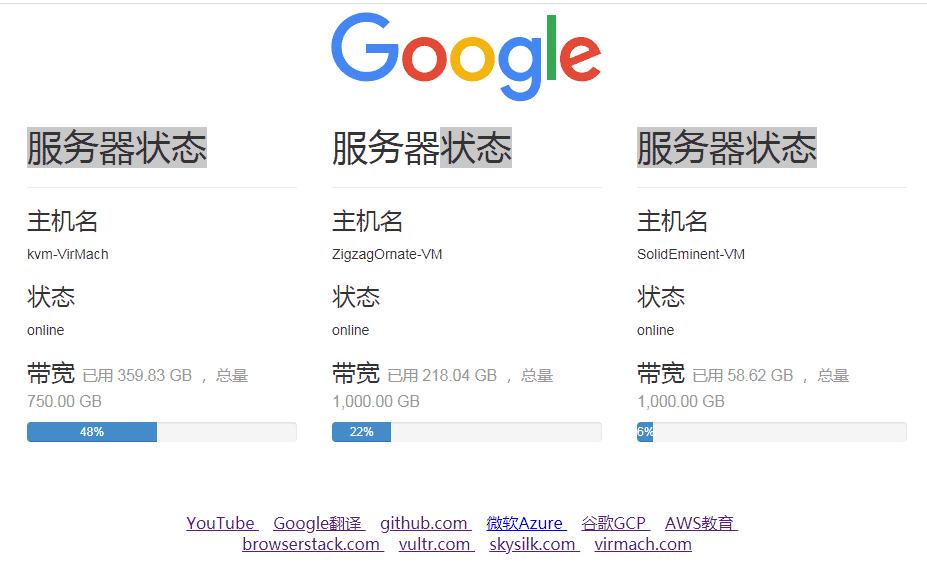 Google
服务器状态
主机名
kvm-VirMach
状态
online
带宽 已用 359.83 GB ，总量
750.00 GB
48%
服务器状态
主机名
ZigzagOrnate-VM
状态
online
带宽 已用 218.04 GB ，总量
1,000.00 GB
22%
服务器状态
主机名
SolidEminent-VM
状态
online
带宽 已用 58.62 GB ，总量
1,000.00 GB
6%
YouTube Google翻译 github.com 微软Azure 谷歌GCP AWS教育
browserstack.com vultr.com skysilk.com virmach.com